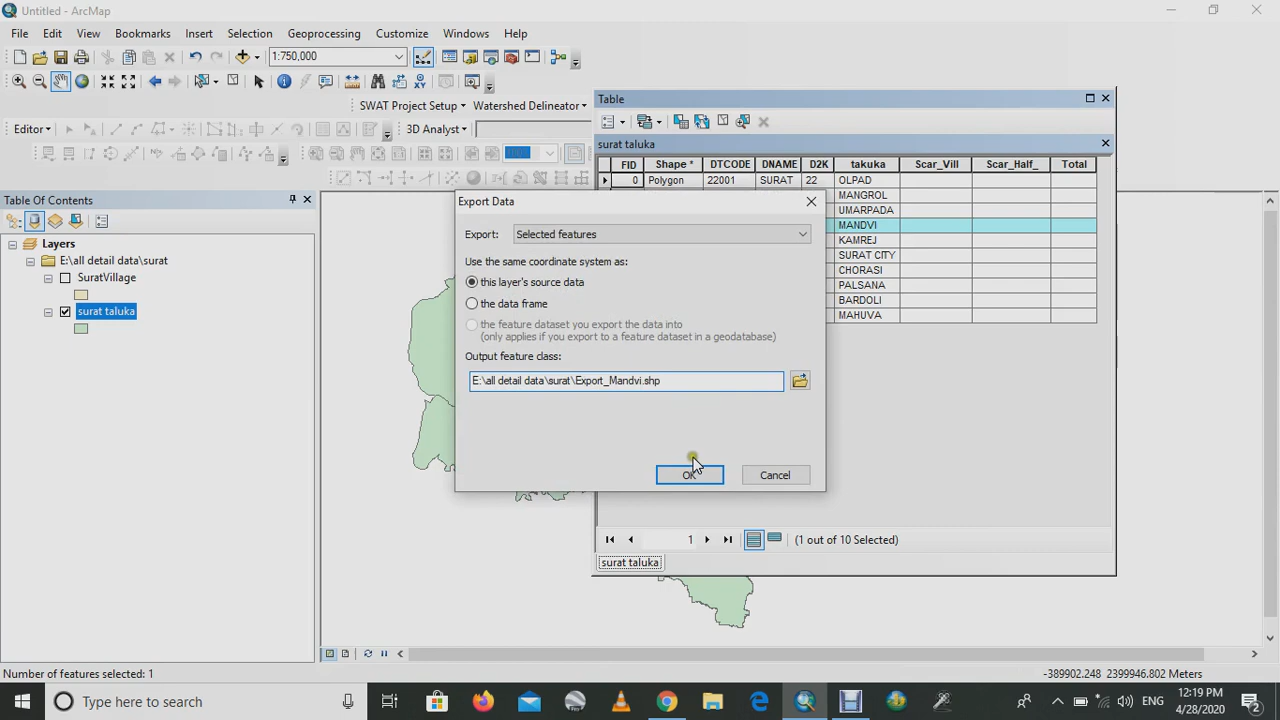 Untitled - ArcMap
File Edit View Bookmarks Insert Selection Geoprocessing Customize Windows Help
1:750,000
SWAT Project Setup Watershed Delineator
Editor 3D Analyst
Table
surat taluka
FID Shape * DTCODE DNAME D2K takuka Scar_Vill Scar_Half_ Total
0 Polygon 22001 SURAT 22 OLPAD
MANGROL
UMARPADA
MANDVI
KAMREJ
SURAT CITY
CHORASI
PALSANA
BARDOLI
MAHUVA
Table Of Contents
Layers
E:\all detail data\surat
SuratVillage
surat taluka
Export Data
Export: Selected features
Use the same coordinate system as:
this layer's source data
the data frame
the feature dataset you export the data into
(only applies if you export to a feature dataset in a geodatabase)
Output feature class:
E:\all detail data\surat\Export_Mandvi.shp
OK Cancel
1 (1 out of 10 Selected)
surat taluka
Number of features selected: 1
-389902.248 2399946.802 Meters
Type here to search
ENG
12:19 PM
4/28/2020
2